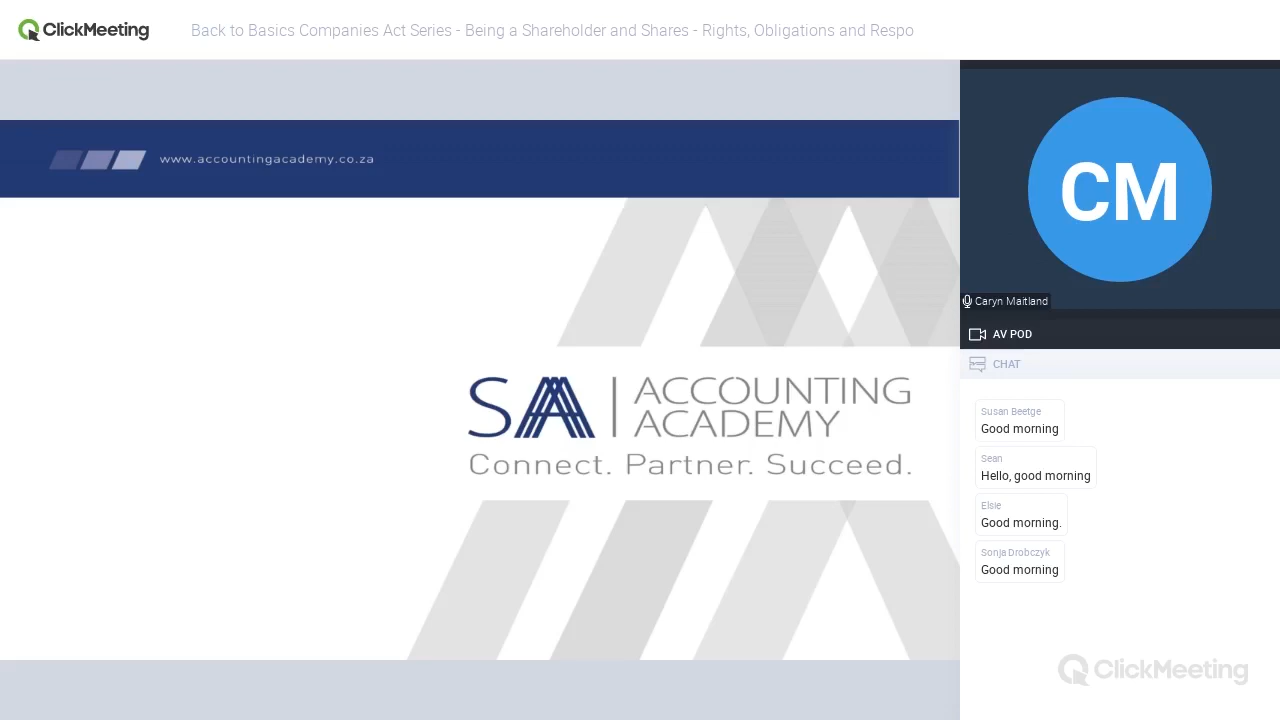 ClickMeeting
Back to Basics Companies Act Series - Being a Shareholder and Shares - Rights, Obligations and Respo
www.accountingacademy.co.za
SAA | ACCOUNTING
ACADEMY
Connect. Partner. Succeed.
CM
Caryn Maitland
AV POD
CHAT
Susan Beetge
Good morning
Sean
Hello, good morning
Elsie
Good morning.
Sonja Drobczyk
Good morning
ClickMeeting